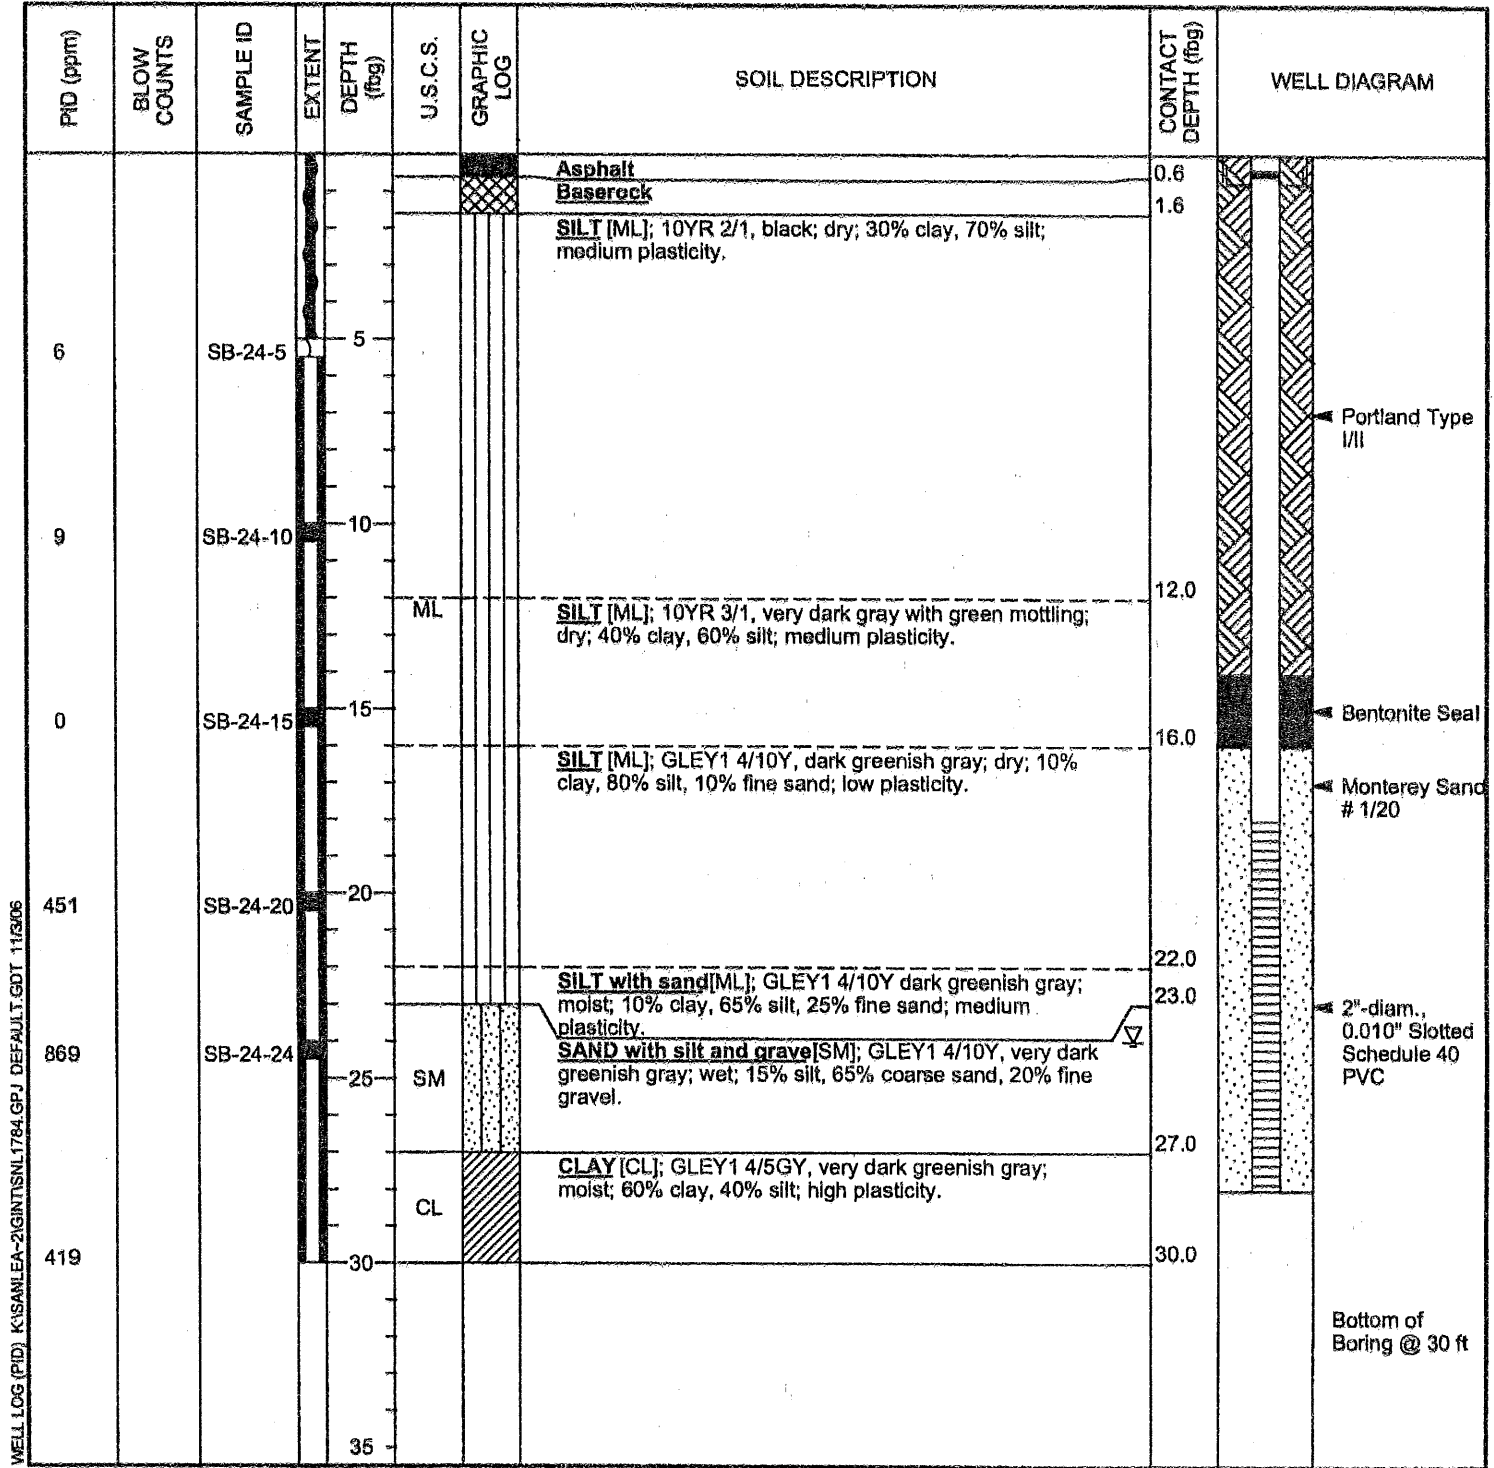 PID (ppm)
BLOW
COUNTS
SAMPLE ID
EXTENT
DEPTH
(fbg)
U.S.C.S.
GRAPHIC
LOG
SOIL DESCRIPTION
CONTACT
DEPTH (fbg)
WELL DIAGRAM
Asphalt
0.6
Baserock
1.6
SILT [ML]; 10YR 2/1, black; dry; 30% clay, 70% silt;
medium plasticity.
5
6
SB-24-5
Portland Type
I/II
10
9
SB-24-10
12.0
ML
SILT [ML]; 10YR 3/1, very dark gray with green mottling;
dry; 40% clay, 60% silt; medium plasticity.
15
0
SB-24-15
Bentonite Seal
16.0
SILT [ML]; GLEY1 4/10Y, dark greenish gray; dry; 10%
clay, 80% silt, 10% fine sand; low plasticity.
Monterey Sand
# 1/20
20
451
SB-24-20
22.0
SILT with sand[ML]; GLEY1 4/10Y dark greenish gray;
moist; 10% clay, 65% silt, 25% fine sand; medium
plasticity.
23.0
2"-diam.,
0.010" Slotted
Schedule 40
PVC
869
SB-24-24
25
SM
SAND with silt and grave[SM]; GLEY1 4/10Y, very dark
greenish gray; wet; 15% silt, 65% coarse sand, 20% fine
gravel.
27.0
CLAY [CL]; GLEY1 4/5GY, very dark greenish gray;
moist; 60% clay, 40% silt; high plasticity.
CL
419
30
30.0
Bottom of
Boring @ 30 ft
35
WELL LOG (PID) K:\SANLEA~2\GINT\SNL1784.GPJ DEFAULT.GDT 11/3/06